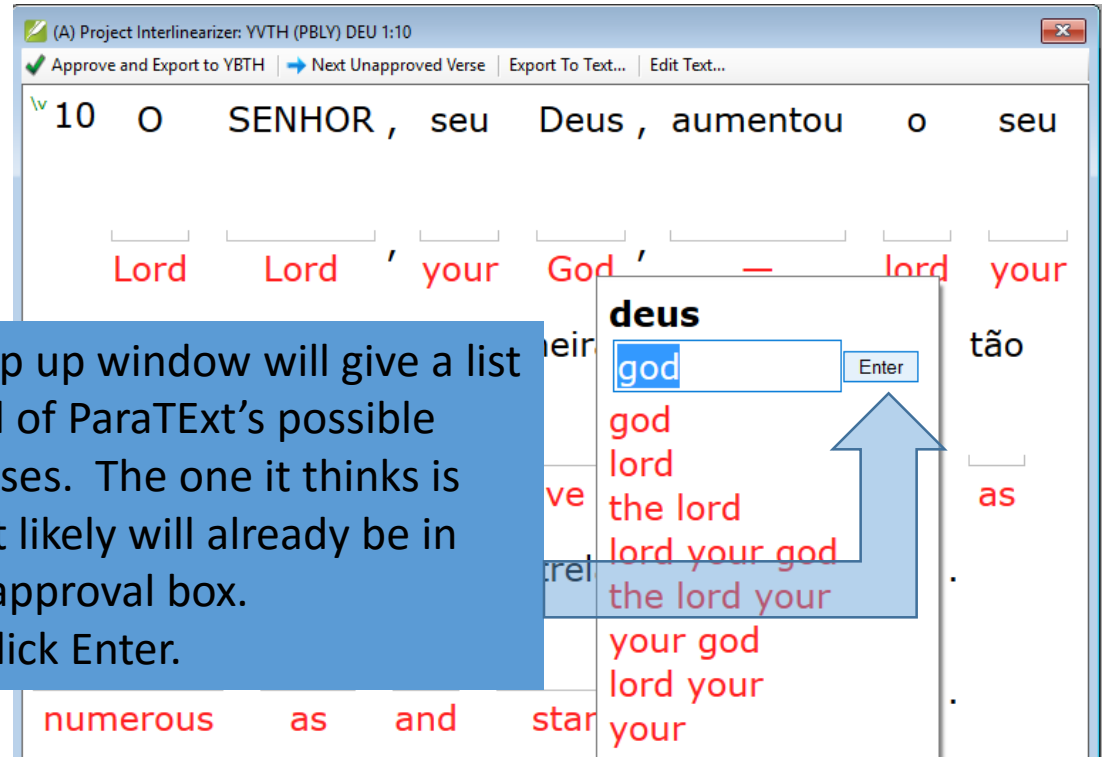 (A) Project Interlinearizer: YVTH (PBLY) DEU 1:10
Approve and Export to YBTH Next Unapproved Verse Export To Text... Edit Text...
\v 10 O SENHOR , seu Deus , aumentou o seu
Lord Lord , your God , — lord your
deus
god Enter
god
lord
the lord
lord your god
the lord your
your god
lord your
your
tão
p up window will give a list
of ParaTExt's possible
ses. The one it thinks is
likely will already be in
approval box.
lick Enter.
ve as
.
numerous as and star .